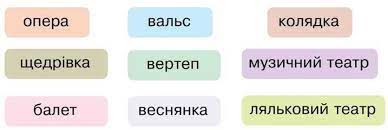 опера
вальс
колядка
щедрівка
вертеп
музичний театр
балет
веснянка
ляльковий театр